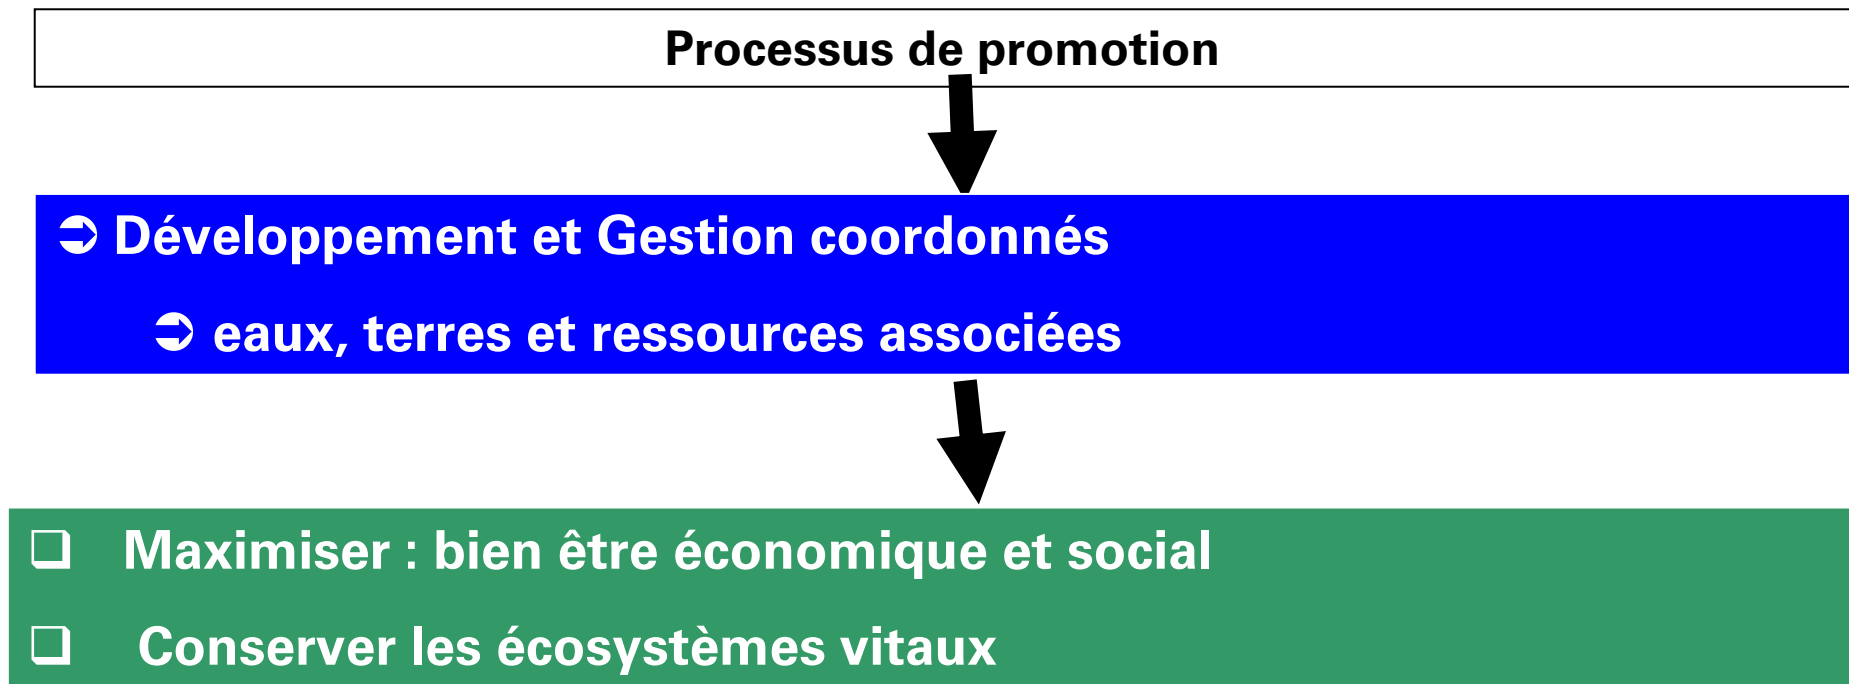 Processus de promotion
➲ Développement et Gestion coordonnés
➲ eaux, terres et ressources associées
❑ Maximiser : bien être économique et social
❑ Conserver les écosystèmes vitaux